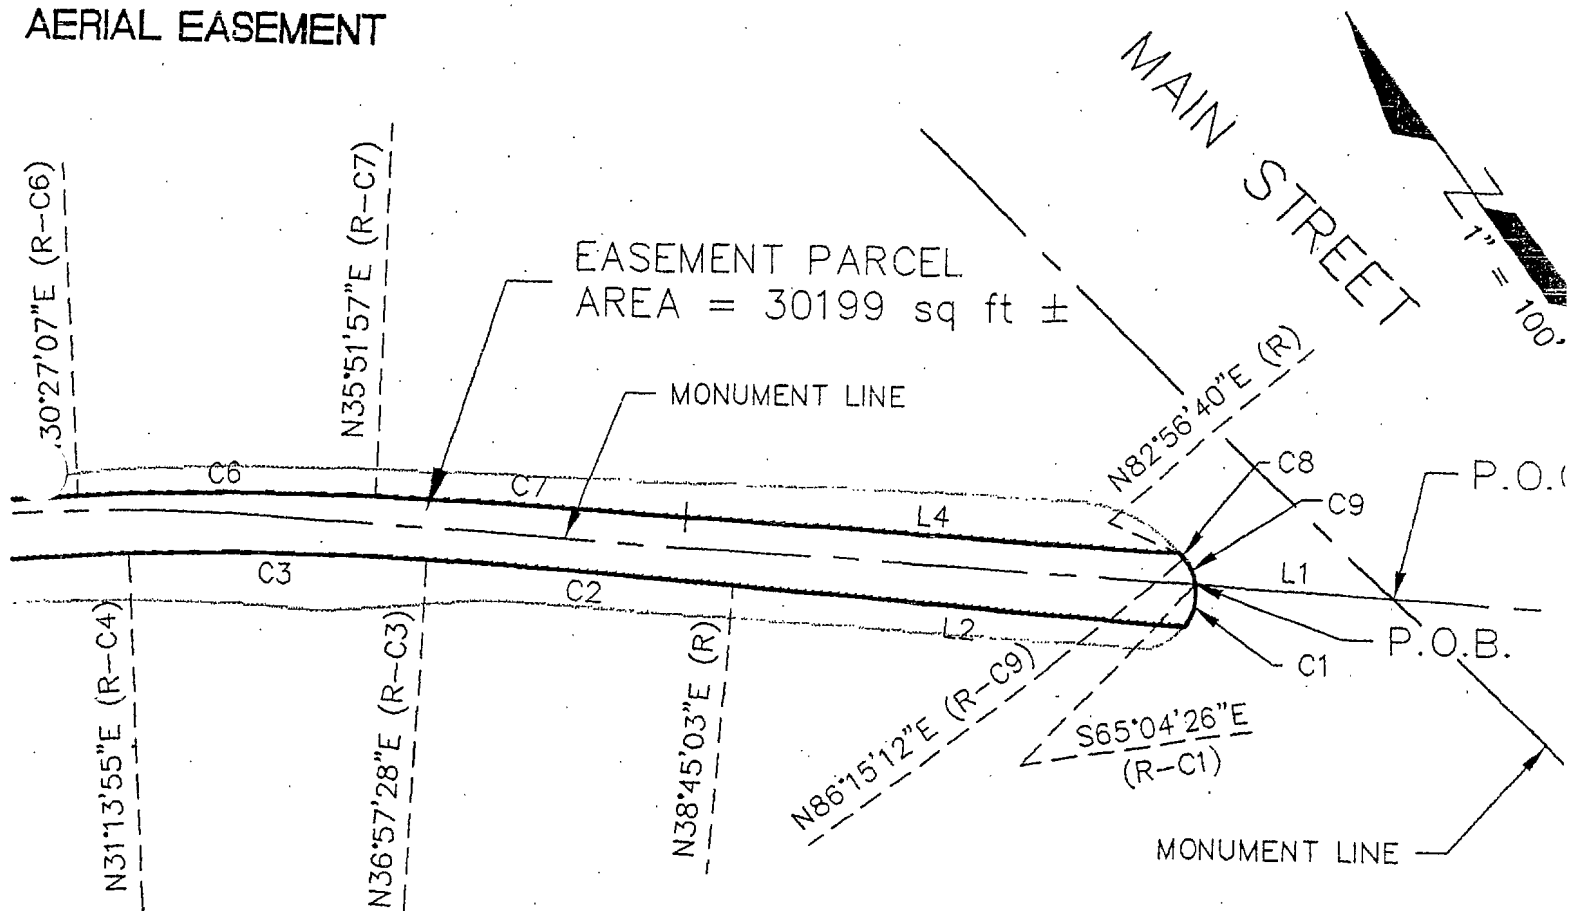 AERIAL EASEMENT
MAIN STREET
Z
1" = 100'
30°27'07"E (R-C6)
N35°51'57"E (R-C7)
EASEMENT PARCEL
AREA = 30199 sq ft ±
MONUMENT LINE
N82°56'40"E (R)
C6
C7
L4
C8
C9
P.O.
L1
C3
C2
L2
P.O.B.
C1
N31°13'55"E (R-C4)
N36°57'28"E (R-C3)
N38°45'03"E (R)
N86°15'12"E (R-C9)
S65°04'26"E
(R-C1)
MONUMENT LINE